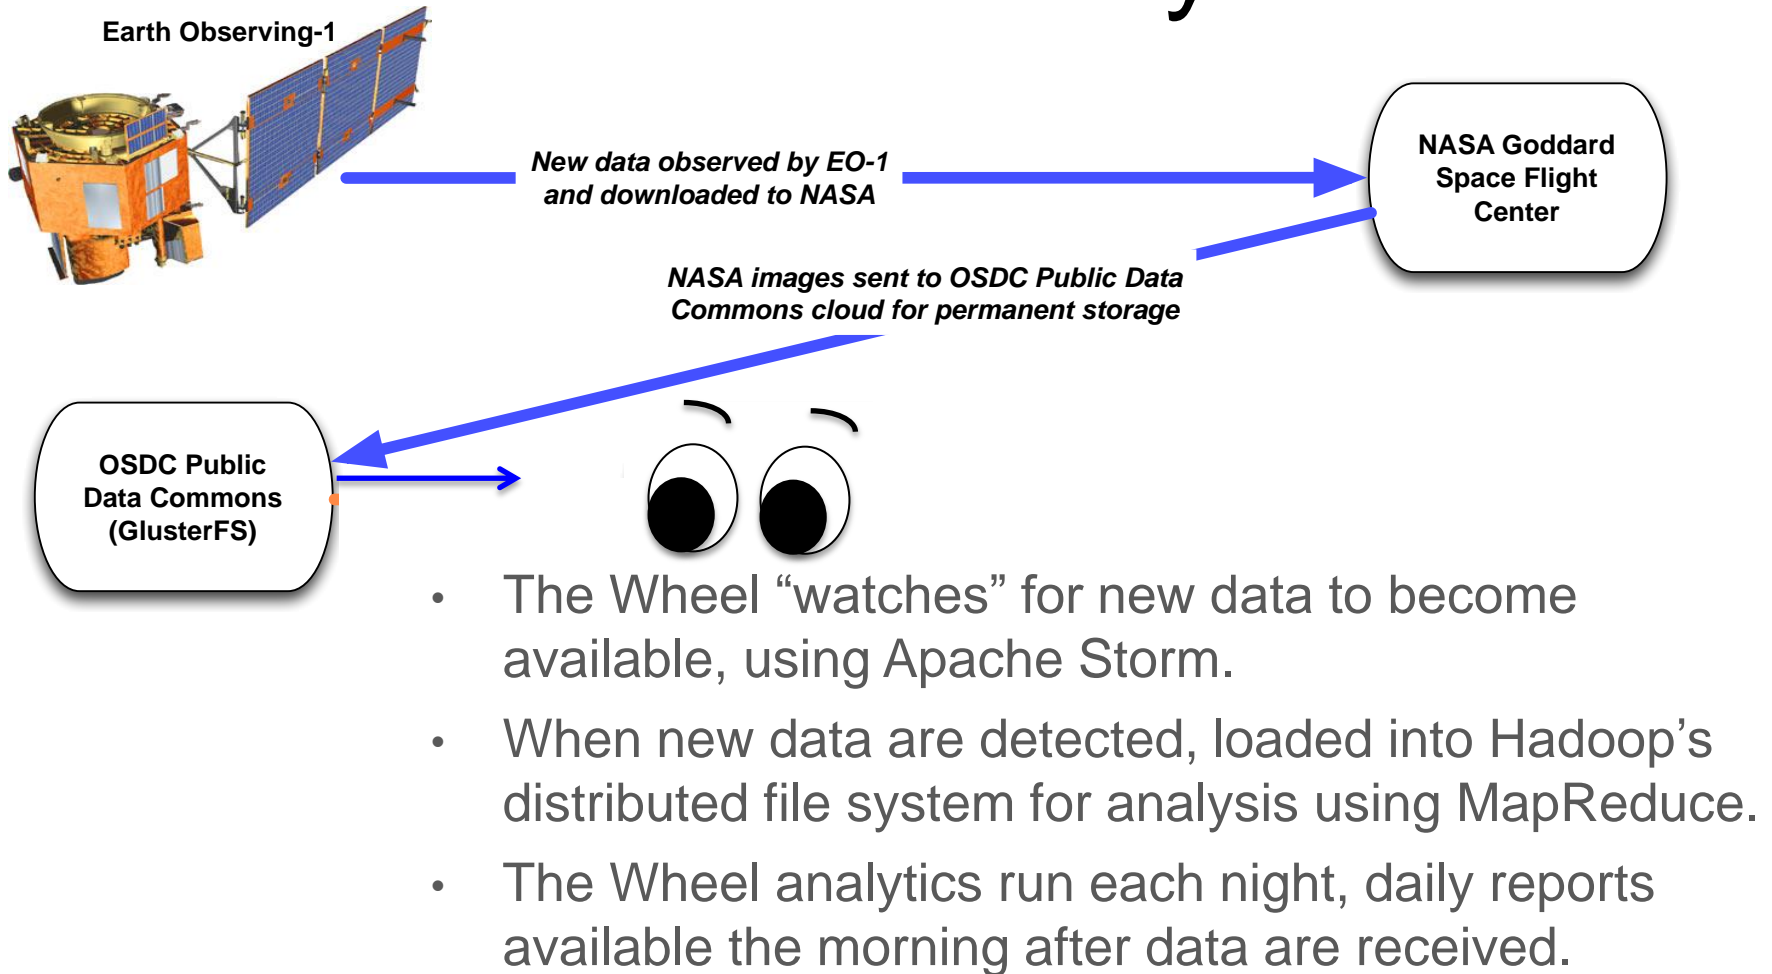 Earth Observing-1
New data observed by EO-1
and downloaded to NASA
NASA Goddard
Space Flight
Center
NASA images sent to OSDC Public Data
Commons cloud for permanent storage
OSDC Public
Data Commons
(GlusterFS)
• The Wheel “watches” for new data to become
available, using Apache Storm.
• When new data are detected, loaded into Hadoop’s
distributed file system for analysis using MapReduce.
• The Wheel analytics run each night, daily reports
available the morning after data are received.